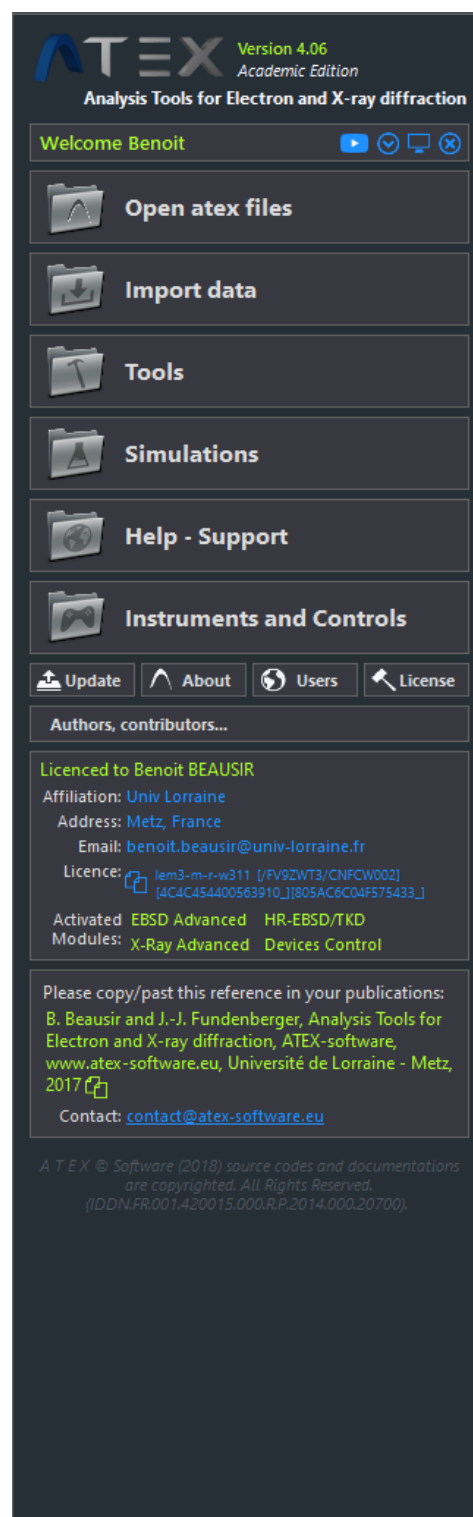 ATEX Version 4.06
Academic Edition
Analysis Tools for Electron and X-ray diffraction
Welcome Benoit
Open atex files
Import data
Tools
Simulations
Help - Support
Instruments and Controls
Update About Users License
Authors, contributors...
Licenced to Benoit BEAUSIR
Affiliation: Univ Lorraine
Address: Metz, France
Email: benoit.beausir@univ-lorraine.fr
Licence: lem3-m-r-w311 [/FV9ZWT3/CNFCW002]
[4C4C454400563910_][805AC6C04F575433_]
Activated EBSD Advanced HR-EBSD/TKD
Modules: X-Ray Advanced Devices Control
Please copy/past this reference in your publications:
B. Beausir and J.-J. Fundenberger, Analysis Tools for
Electron and X-ray diffraction, ATEX-software,
www.atex-software.eu, Université de Lorraine - Metz,
2017
Contact: contact@atex-software.eu
A T E X © Software (2018) source codes and documentations
are copyrighted. All Rights Reserved.
(IDDN.FR.001.420015.000.R.P.2014.000.20700).